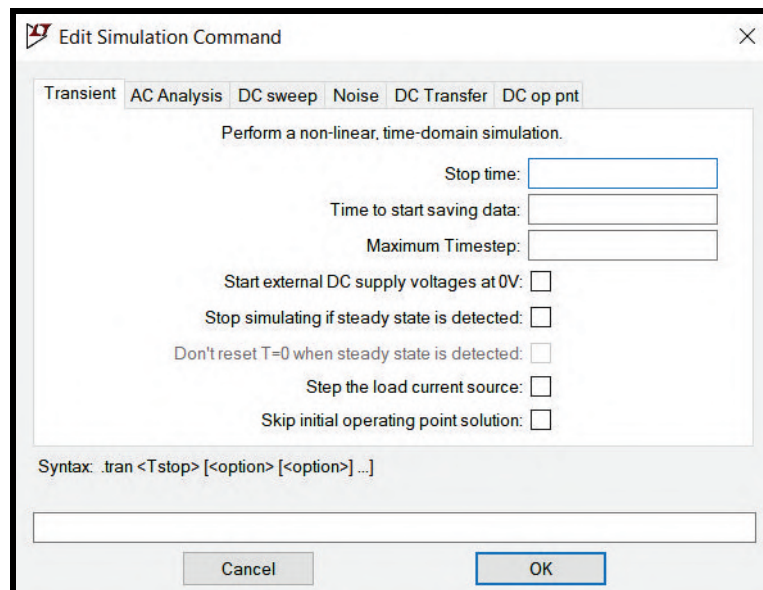 Edit Simulation Command
Transient AC Analysis DC sweep Noise DC Transfer DC op pnt
Perform a non-linear, time-domain simulation.
Stop time:
Time to start saving data:
Maximum Timestep:
Start external DC supply voltages at 0V:
Stop simulating if steady state is detected:
Don't reset T=0 when steady state is detected:
Step the load current source:
Skip initial operating point solution:
Syntax: .tran <Tstop> [<option> [<option>] ...]
Cancel OK